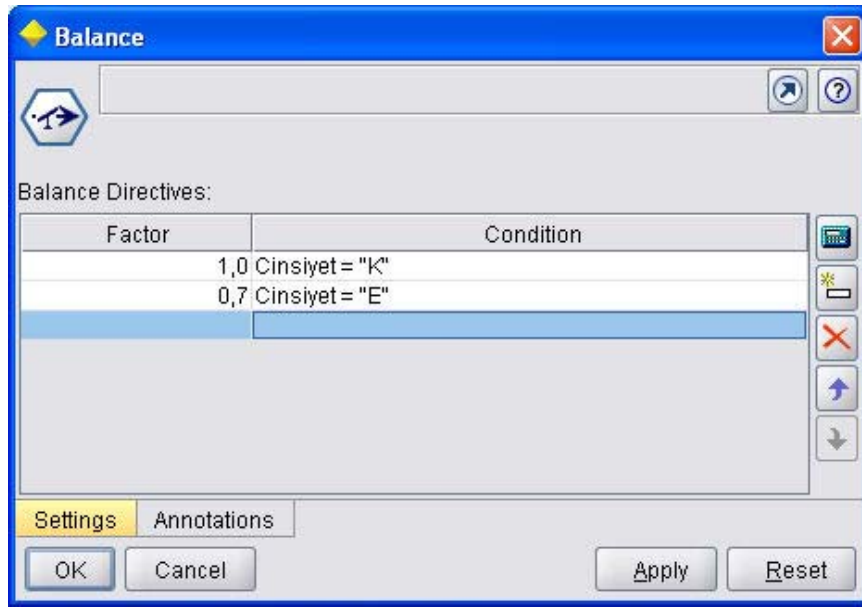 Balance
Balance Directives:
Factor Condition
1,0 Cinsiyet = "K"
0,7 Cinsiyet = "E"
Settings Annotations
OK Cancel Apply Reset